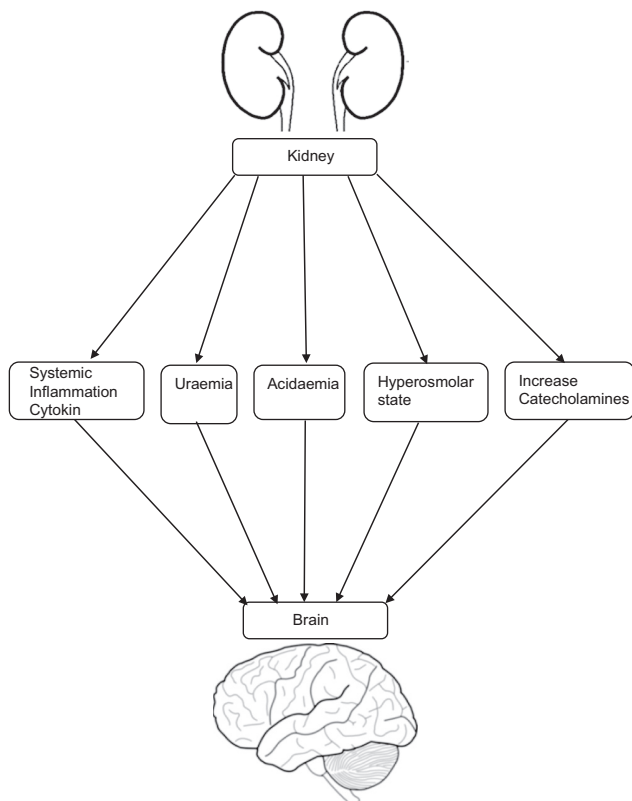 Kidney
Systemic
Inflammation
Cytokin
Uraemia
Acidaemia
Hyperosmolar
state
Increase
Catecholamines
Brain